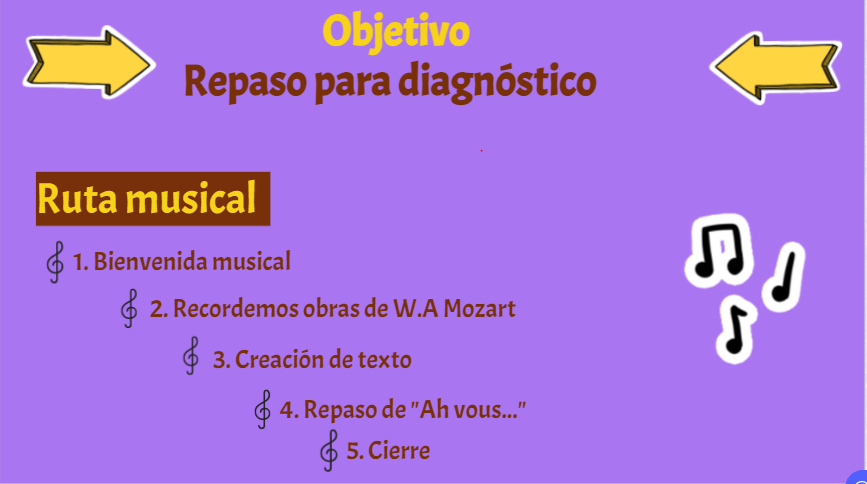 Objetivo
Repaso para diagnóstico
Ruta musical
1. Bienvenida musical
2. Recordemos obras de W.A Mozart
3. Creación de texto
4. Repaso de "Ah vous..."
5. Cierre